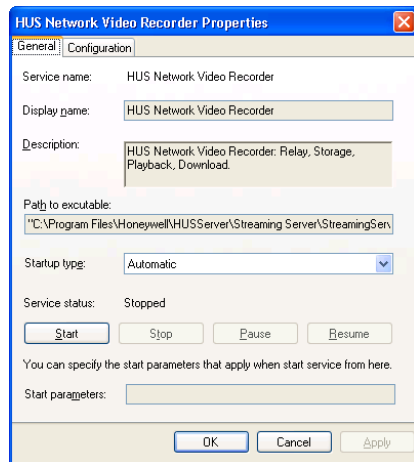 HUS Network Video Recorder Properties
General Configuration
Service name: HUS Network Video Recorder
Display name: HUS Network Video Recorder
Description: HUS Network Video Recorder: Relay, Storage,
Playback, Download.
Path to excutable:
"C:\Program Files\Honeywell\HUSServer\Streaming Server\StreamingSer
Startup type: Automatic
Service status: Stopped
Start Stop Pause Resume
You can specify the start parameters that apply when start service from here.
Start parameters:
OK Cancel Apply